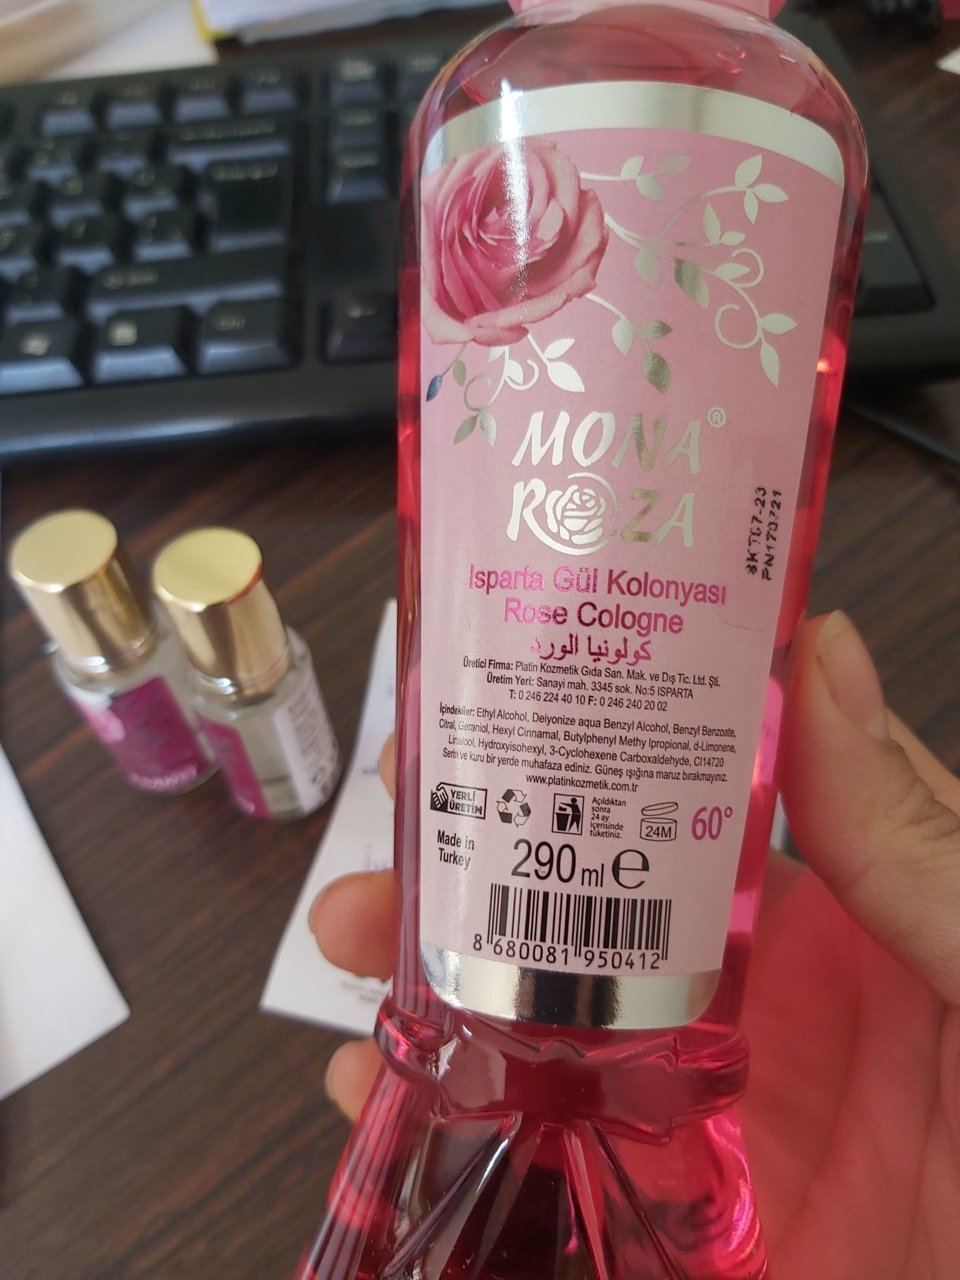 MONA®
ROZA
Isparta Gül Kolonyası
Rose Cologne
كولونيا الورد
Üretici Firma: Platin Kozmetik Gıda San. Mak. ve Dış Tic. Ltd. Şti.
Üretim Yeri: Sanayi mah. 3345 sok. No:5 ISPARTA
T: 0 246 224 40 10 F: 0 246 240 20 02
İçindekiler: Ethyl Alcohol, Deiyonize aqua Benzyl Alcohol, Benzyl Benzoate,
Citral, Geraniol, Hexyl Cinnamal, Butylphenyl Methy Ipropional, d-Limonene,
Linalool, Hydroxyisohexyl, 3-Cyclohexene Carboxaldehyde, CI14720
Serin ve kuru bir yerde muhafaza ediniz. Güneş ışığına maruz bırakmayınız.
www.platinkozmetik.com.tr
YERLİ
ÜRETİM
Açıldıktan
sonra
24 ay
içerisinde
tüketiniz.
24M
60°
Made in
Turkey
290 ml e
8 680081 950412
SKT07-23
PN170721